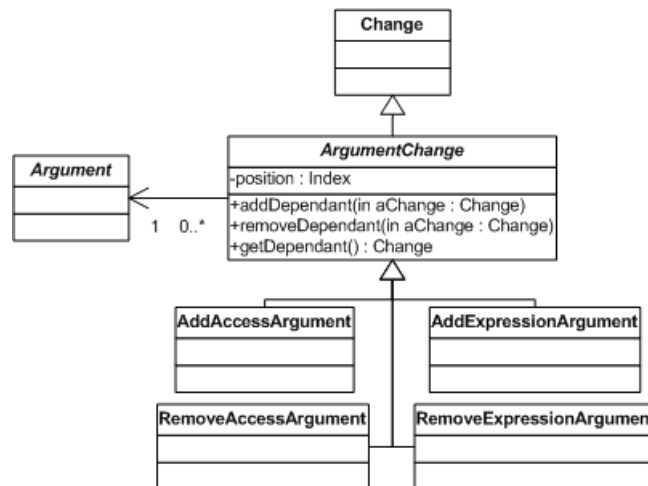 Change
ArgumentChange
-position : Index
+addDependant(in aChange : Change)
+removeDependant(in aChange : Change)
+getDependant() : Change
Argument
1 0..*
AddAccessArgument
AddExpressionArgument
RemoveAccessArgument
RemoveExpressionArgument